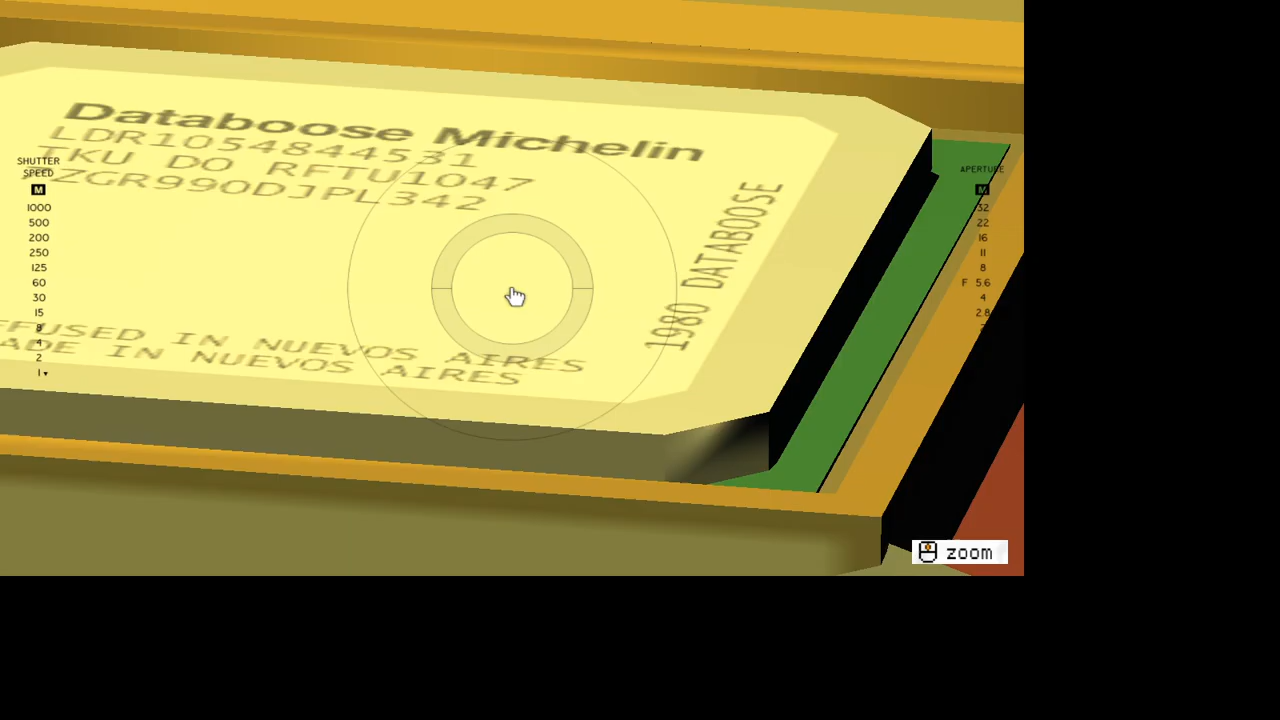 Databoose Michelin
LDR1054844531
TKU DO RFTU1047
ZGR990DJPL342
1980 DATABOOSE
FFUSED IN NUEVOS AIRES
ADE IN NUEVOS AIRES
SHUTTER
SPEED
M
1000
500
200
250
125
60
30
15
8
4
2
1
APERTURE
M
32
22
16
11
8
F 5.6
4
2.8
zoom